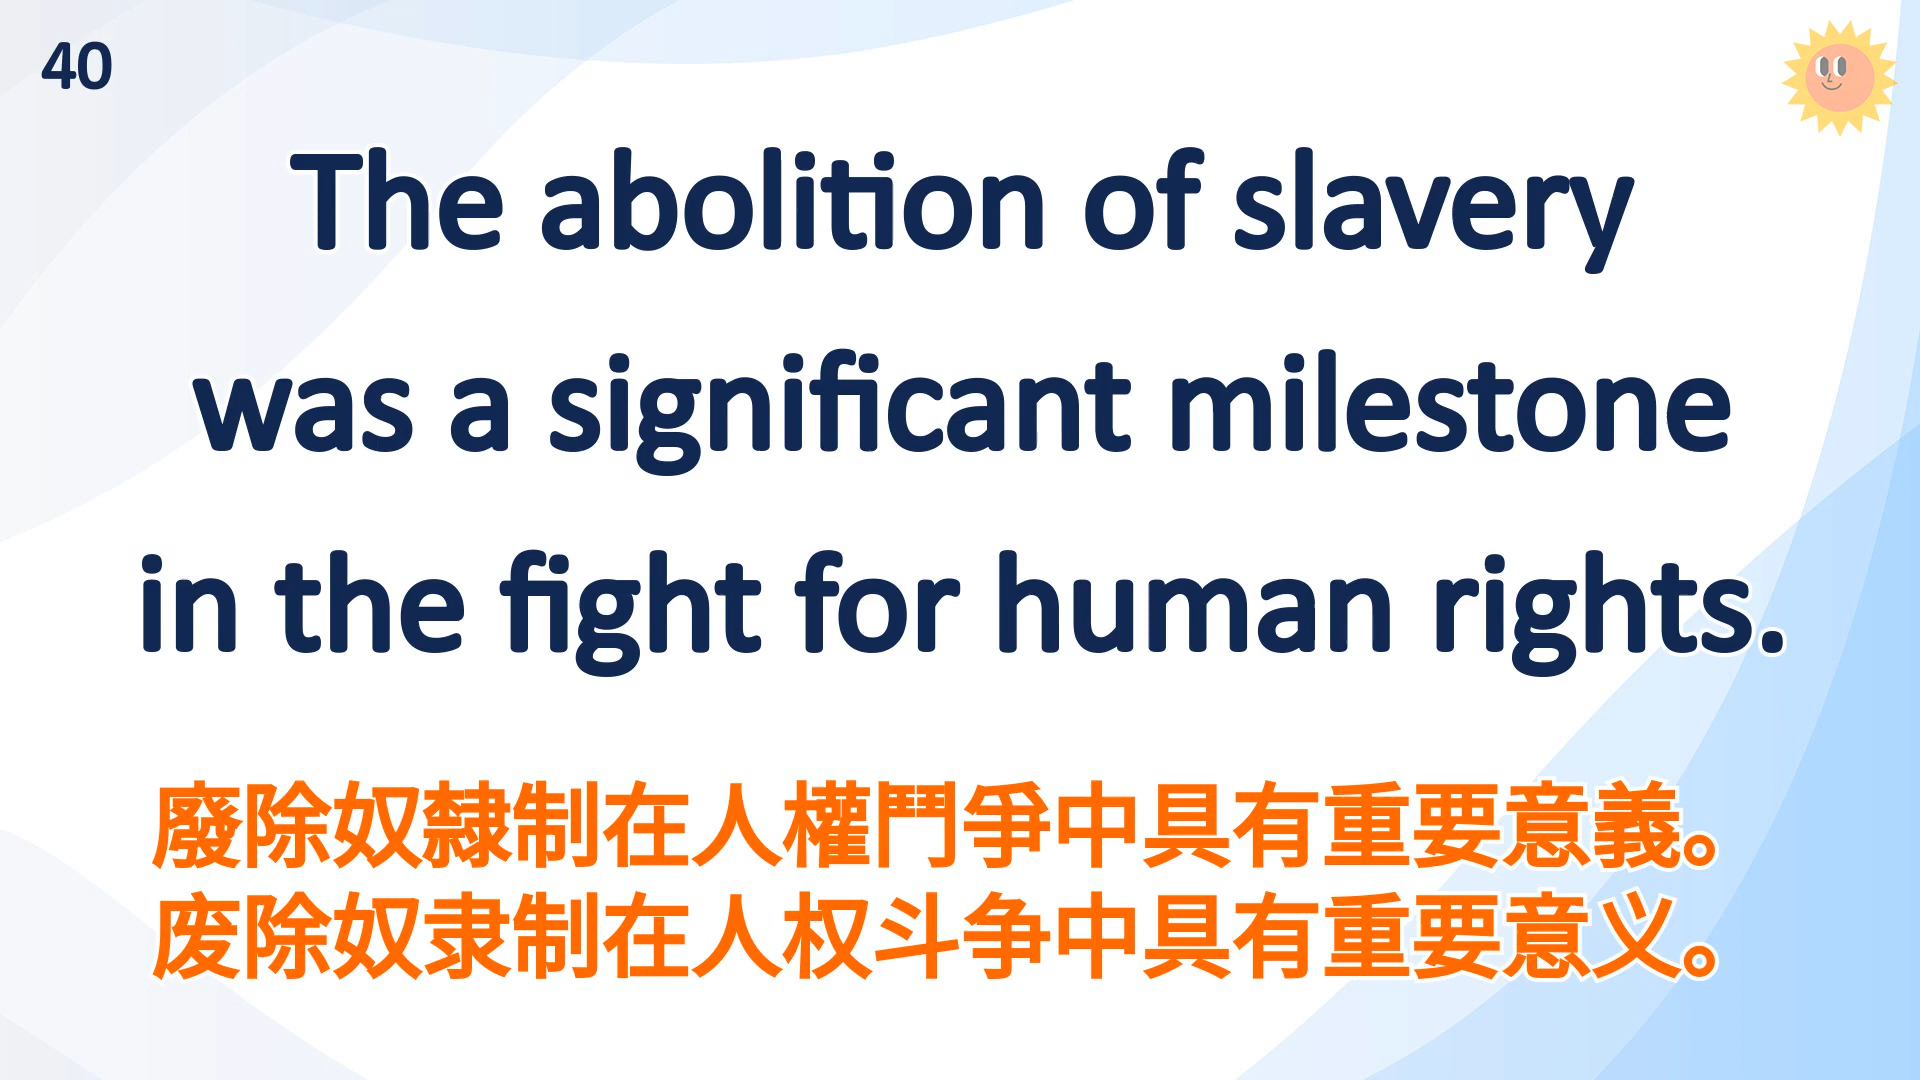 40
The abolition of slavery
was a significant milestone
in the fight for human rights.
廢除奴隸制在人權鬥爭中具有重要意義。
废除奴隶制在人权斗争中具有重要意义。